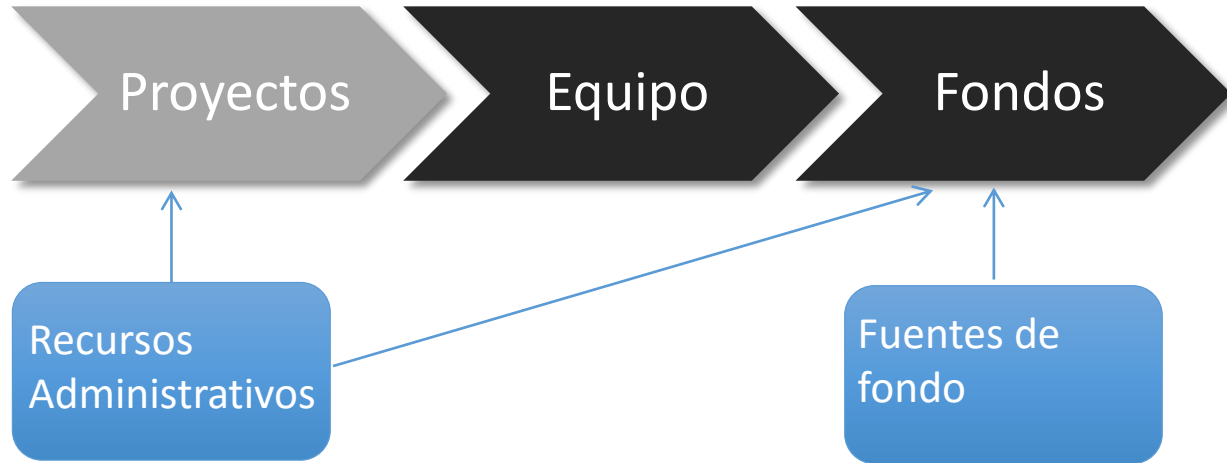 Proyectos
Equipo
Fondos
Recursos
Administrativos
Fuentes de
fondo